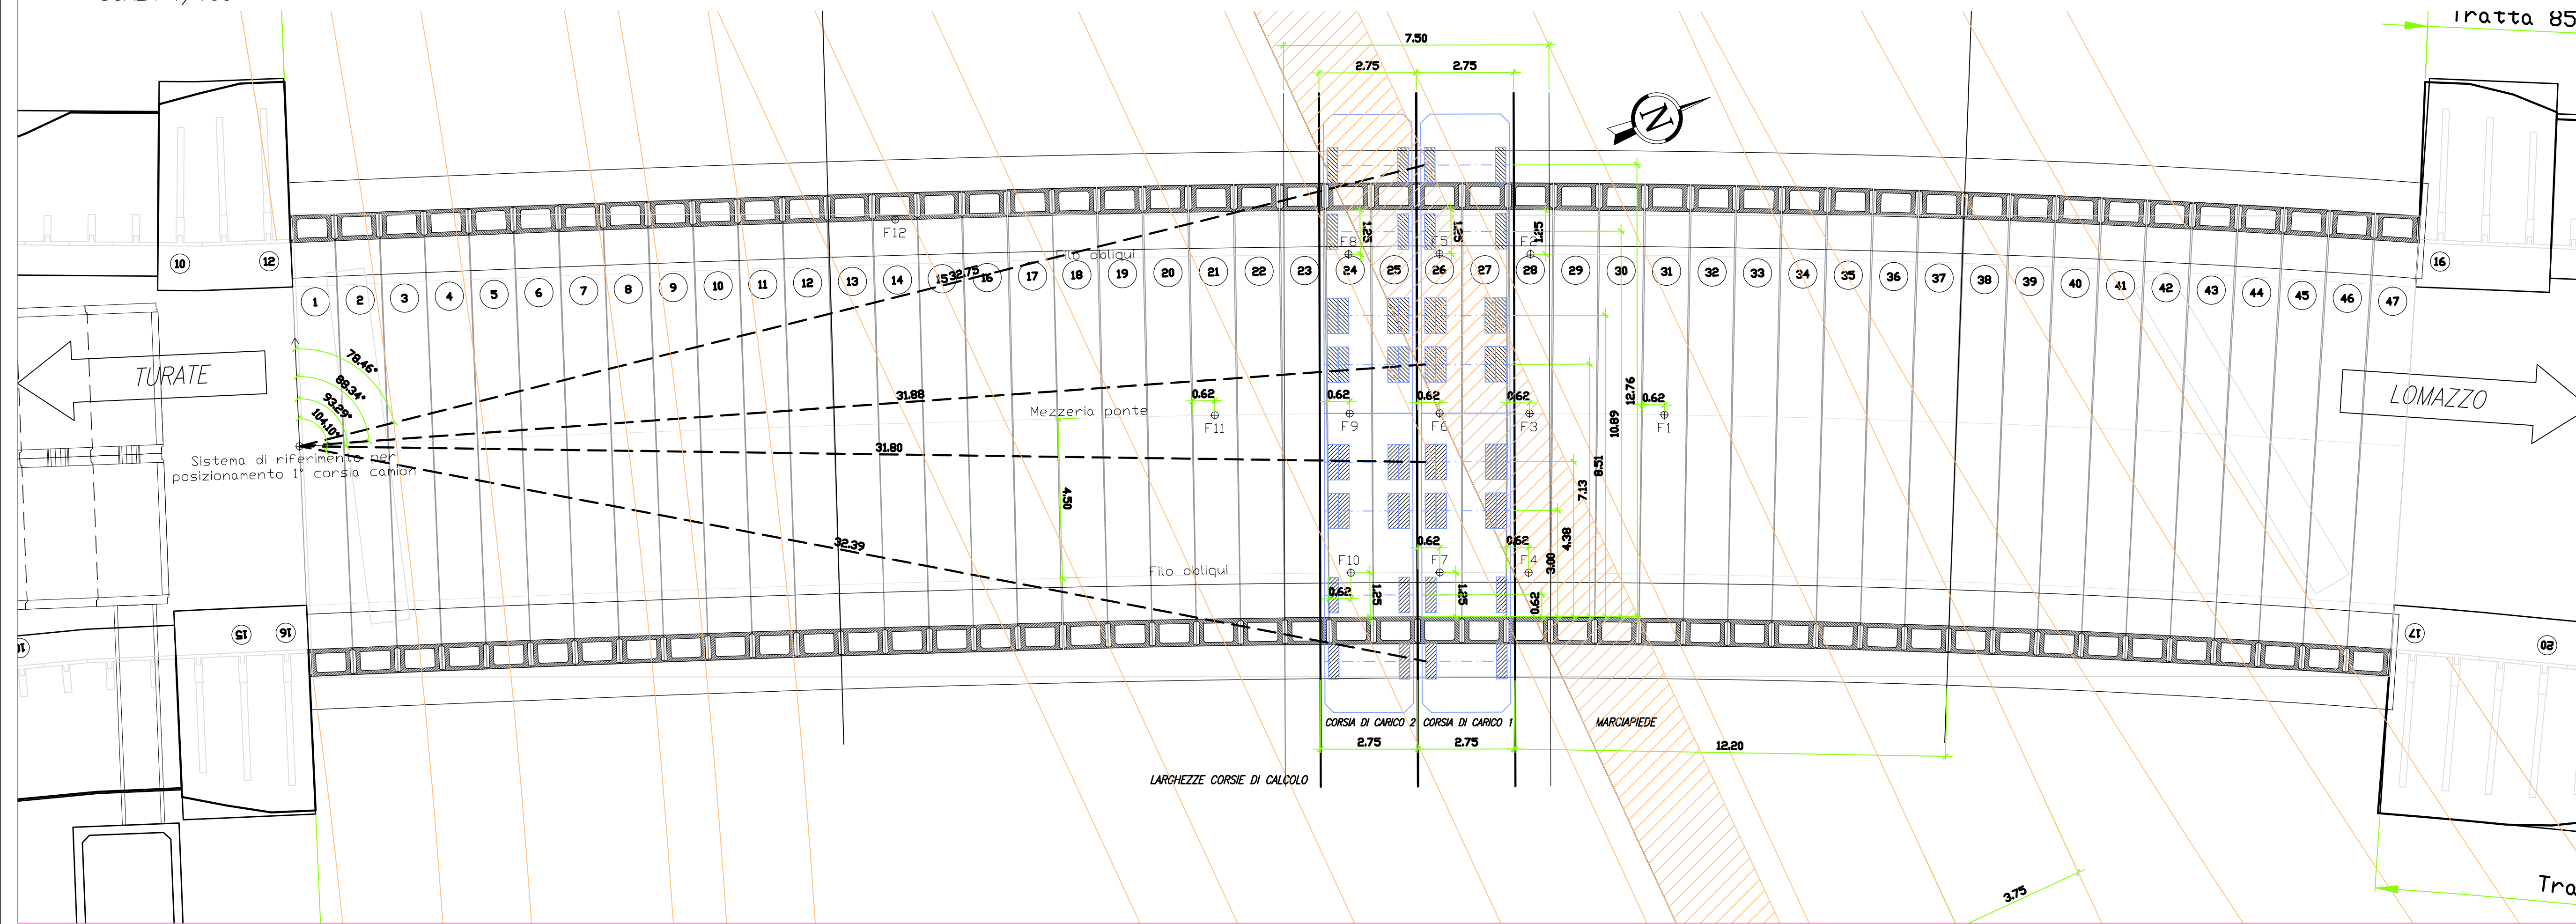 Tratta 85
7.50
2.75 2.75
N
F12
1.25 1.25 1.25
F8 F5 F2
Filo obliqui
10 12
16
1 2 3 4 5 6 7 8 9 10 11 12 13 14 15 16 17 18 19 20 21 22 23 24 25 26 27 28 29 30 31 32 33 34 35 36 37 38 39 40 41 42 43 44 45 46 47
32.75
TURATE
LOMAZZO
78.46°
88.34°
93.29°
104.10°
31.88
0.62 0.62 0.62 0.62 0.62
12.76
10.89
8.51
7.13
4.38
3.00
0.62
Mezzeria ponte
F11 F9 F6 F3 F1
31.80
Sistema di riferimento per
posizionamento 1° corsia camion
4.50
32.39
0.62 0.62
F10 F7 F4
Filo obliqui
0.62
1.25 1.25
15 16
17
20
CORSIA DI CARICO 2 CORSIA DI CARICO 1
MARCIAPIEDE
2.75 2.75
12.20
LARGHEZZE CORSIE DI CALCOLO
3.75
Tra